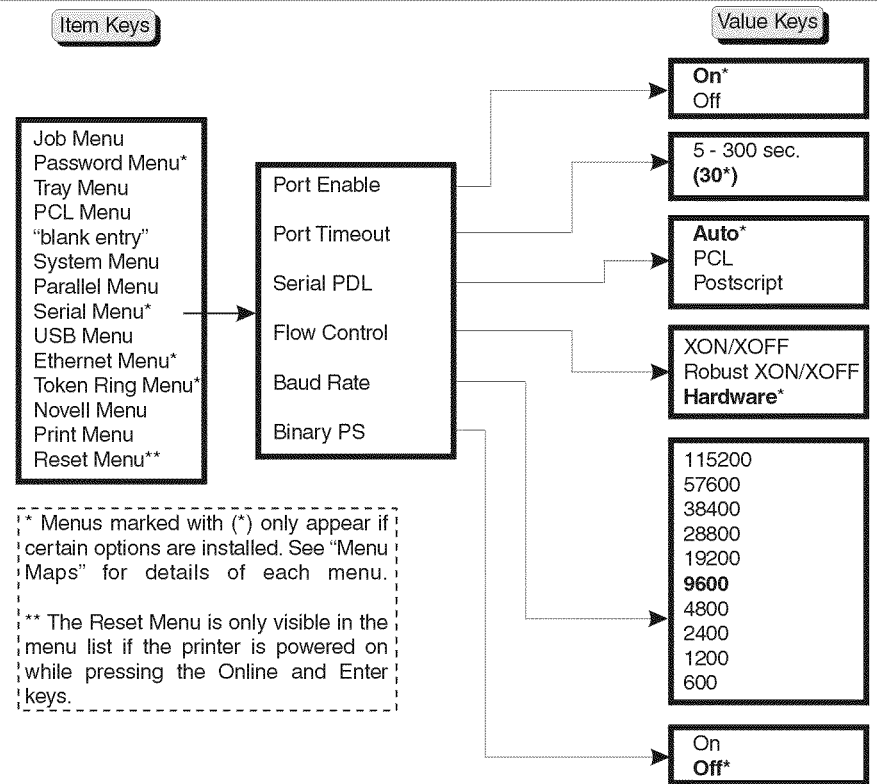 Item Keys
Value Keys
Job Menu
Password Menu*
Tray Menu
PCL Menu
“blank entry”
System Menu
Parallel Menu
Serial Menu*
USB Menu
Ethernet Menu*
Token Ring Menu*
Novell Menu
Print Menu
Reset Menu**
Port Enable
Port Timeout
Serial PDL
Flow Control
Baud Rate
Binary PS
On*
Off
5 - 300 sec.
(30*)
Auto*
PCL
Postscript
XON/XOFF
Robust XON/XOFF
Hardware*
115200
57600
38400
28800
19200
9600
4800
2400
1200
600
On
Off*
* Menus marked with (*) only appear if
certain options are installed. See “Menu
Maps” for details of each menu.
** The Reset Menu is only visible in the
menu list if the printer is powered on
while pressing the Online and Enter
keys.